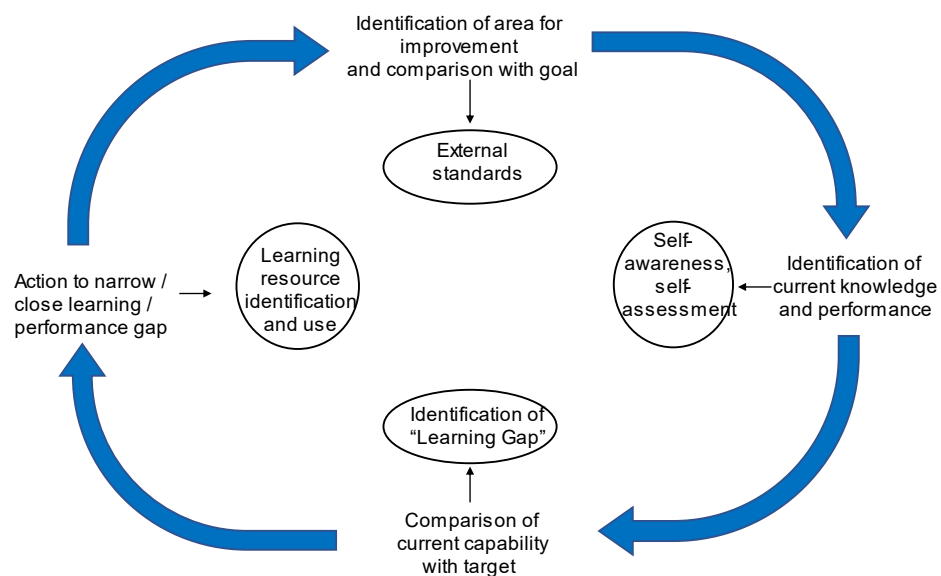 Identification of area for
improvement
and comparison with goal
External
standards
Self-
awareness,
self-
assessment
Identification of
current knowledge
and performance
Learning
resource
identification
and use
Action to narrow /
close learning /
performance gap
Identification of
“Learning Gap”
Comparison of
current capability
with target